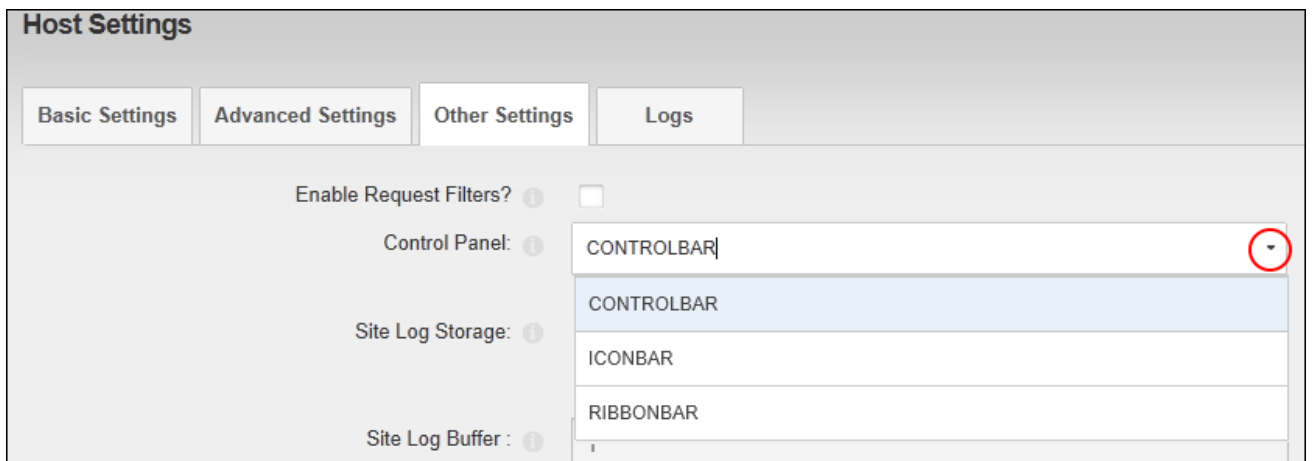 Host Settings
Basic Settings Advanced Settings Other Settings Logs
Enable Request Filters?
Control Panel: CONTROLBAR
CONTROLBAR
Site Log Storage:
ICONBAR
RIBBONBAR
Site Log Buffer :